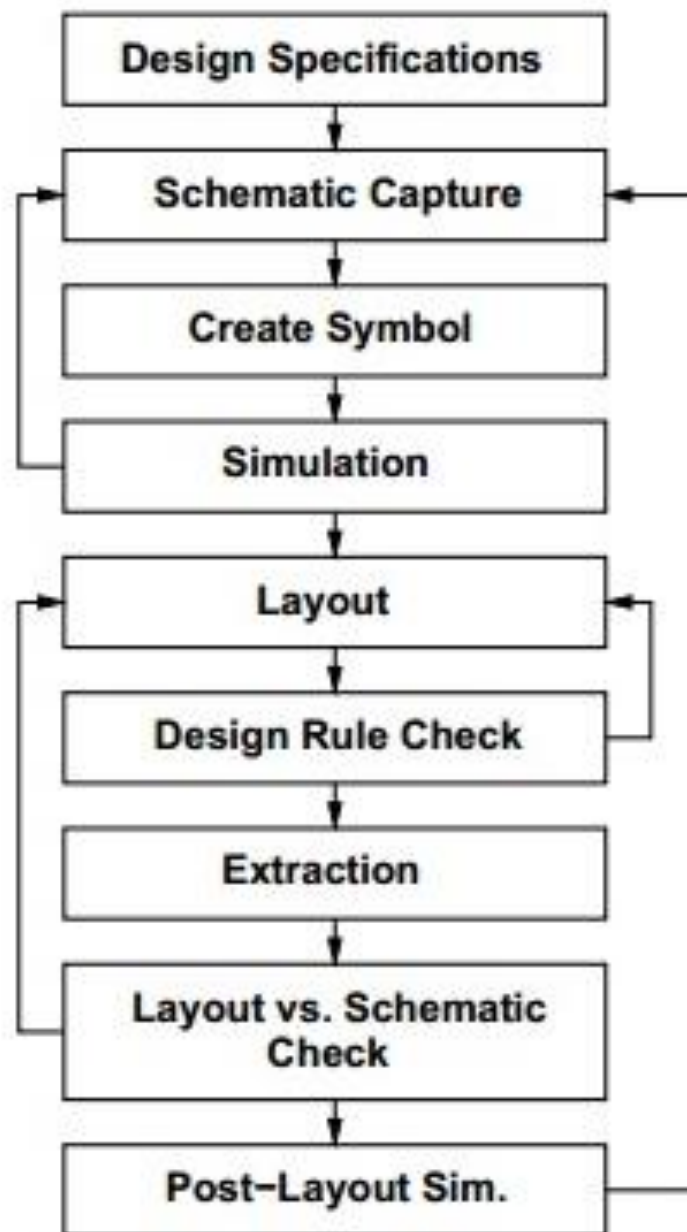 Design Specifications
Schematic Capture
Create Symbol
Simulation
Layout
Design Rule Check
Extraction
Layout vs. Schematic
Check
Post-Layout Sim.